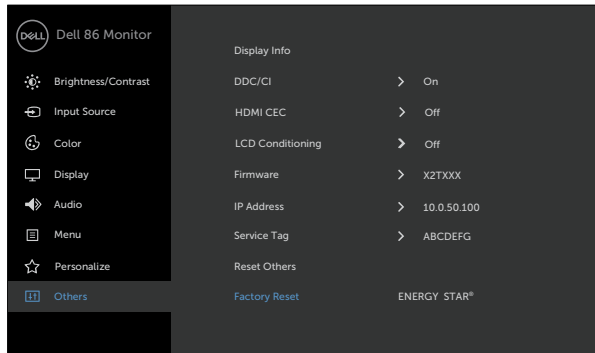 DELL Dell 86 Monitor
Display Info
Brightness/Contrast DDC/CI > On
Input Source HDMI CEC > Off
Color LCD Conditioning > Off
Display Firmware > X2TXXX
Audio IP Address > 10.0.50.100
Menu Service Tag > ABCDEFG
Personalize Reset Others
Others Factory Reset ENERGY STAR®